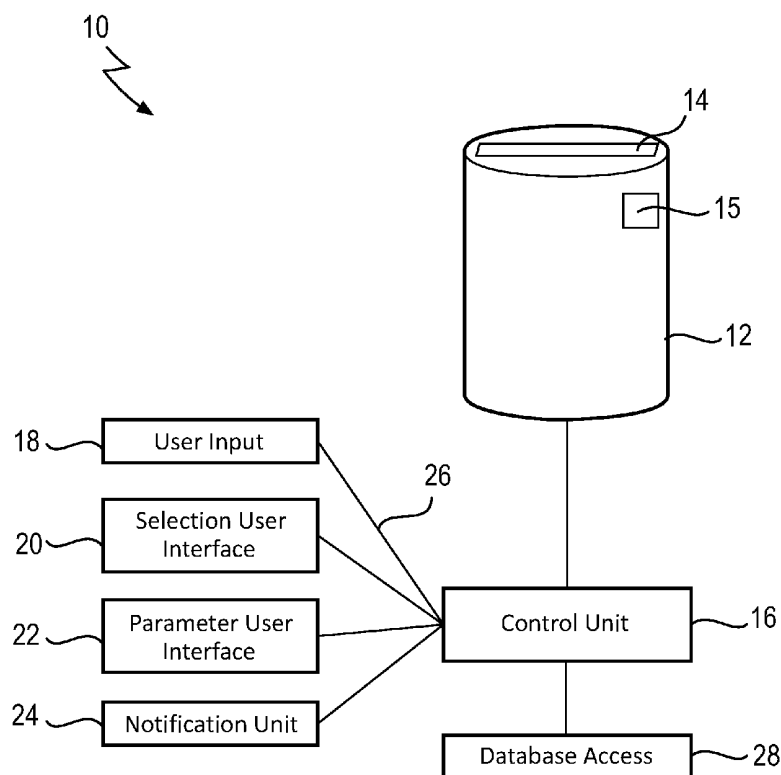 10
14
15
12
18
User Input
26
20
Selection User
Interface
22
Parameter User
Interface
Control Unit
16
24
Notification Unit
Database Access
28